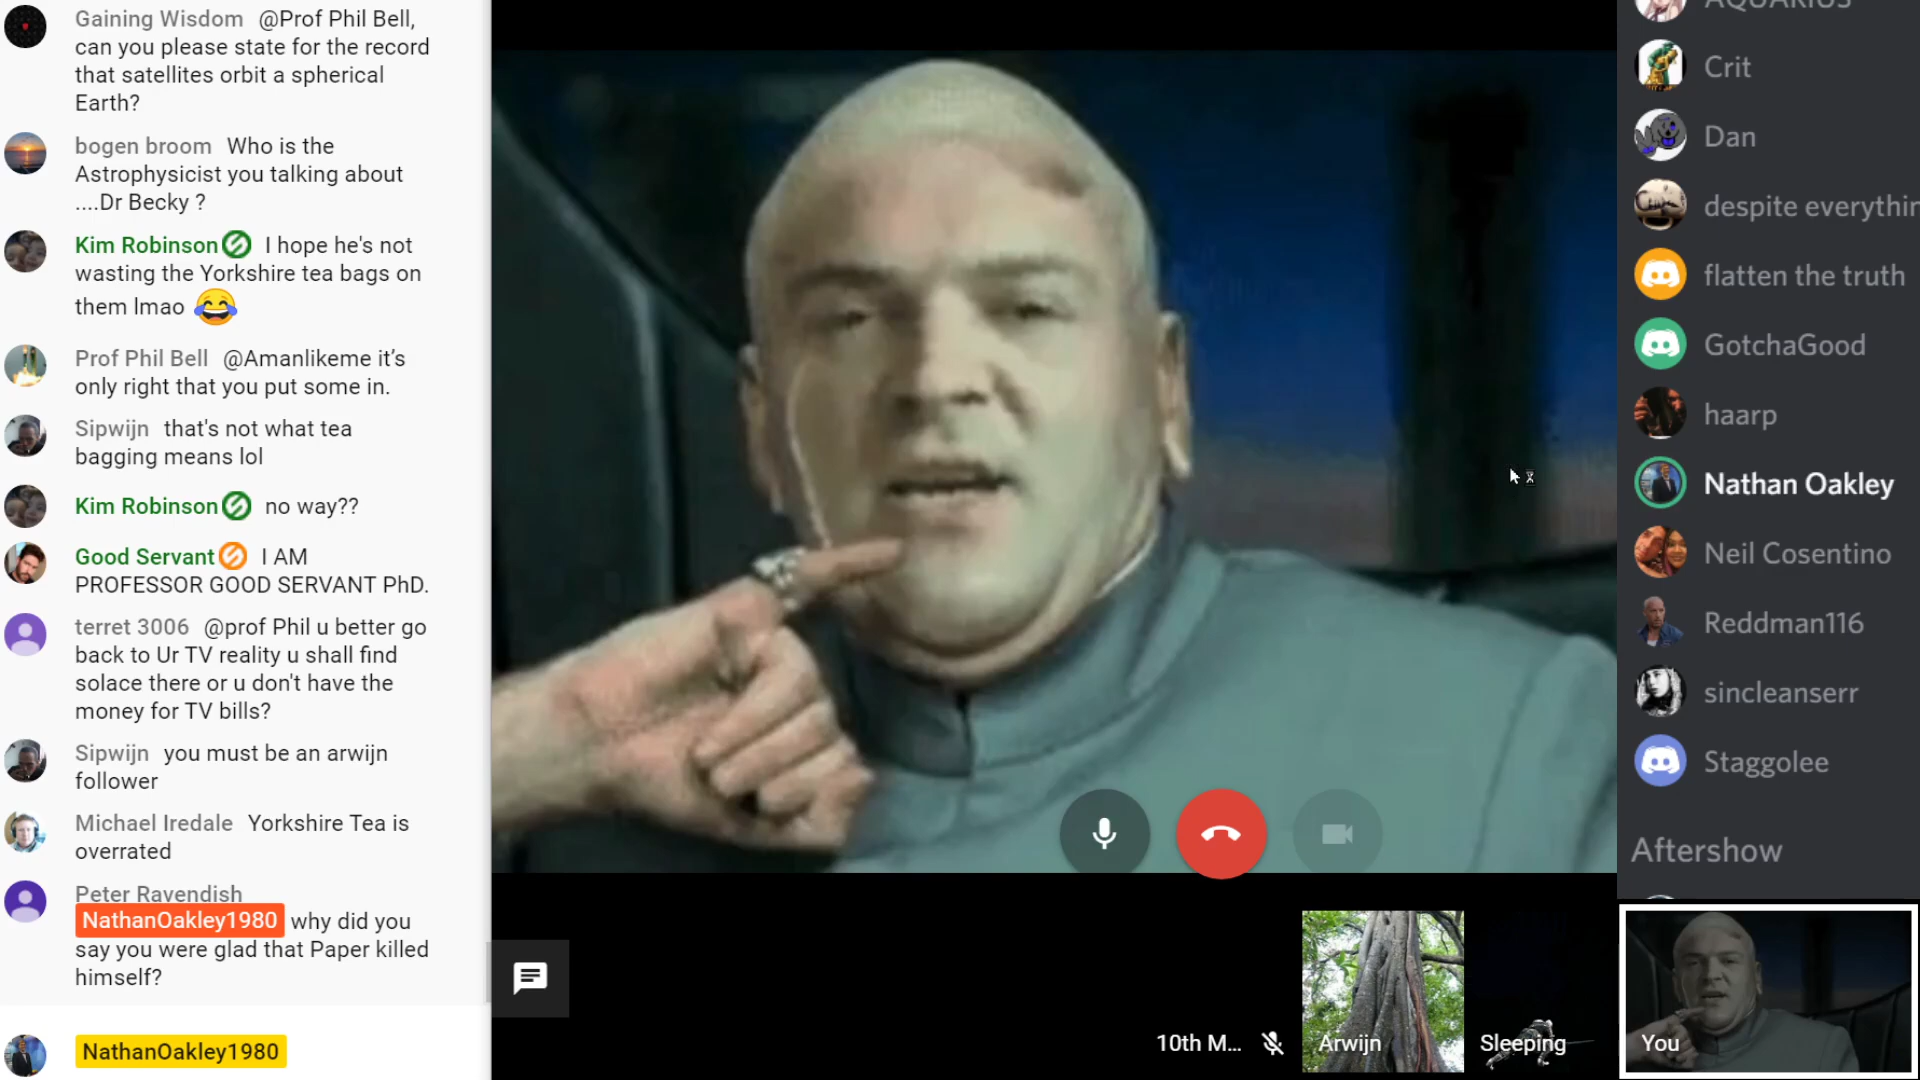 Gaining Wisdom @Prof Phil Bell,
can you please state for the record
that satellites orbit a spherical
Earth?
bogen broom Who is the
Astrophysicist you talking about
....Dr Becky ?
Kim Robinson I hope he's not
wasting the Yorkshire tea bags on
them lmao 😂
Prof Phil Bell @Amanlikeme it’s
only right that you put some in.
Sipwijn that's not what tea
bagging means lol
Kim Robinson no way??
Good Servant I AM
PROFESSOR GOOD SERVANT PhD.
terret 3006 @prof Phil u better go
back to Ur TV reality u shall find
solace there or u don't have the
money for TV bills?
Sipwijn you must be an arwijn
follower
Michael Iredale Yorkshire Tea is
overrated
Peter Ravendish
NathanOakley1980 why did you
say you were glad that Paper killed
himself?
NathanOakley1980
10th M...
Arwijn
Sleeping
You
AQUARIUS
Crit
Dan
despite everythin
flatten the truth
GotchaGood
haarp
Nathan Oakley
Neil Cosentino
Reddman116
sincleanserr
Staggolee
Aftershow